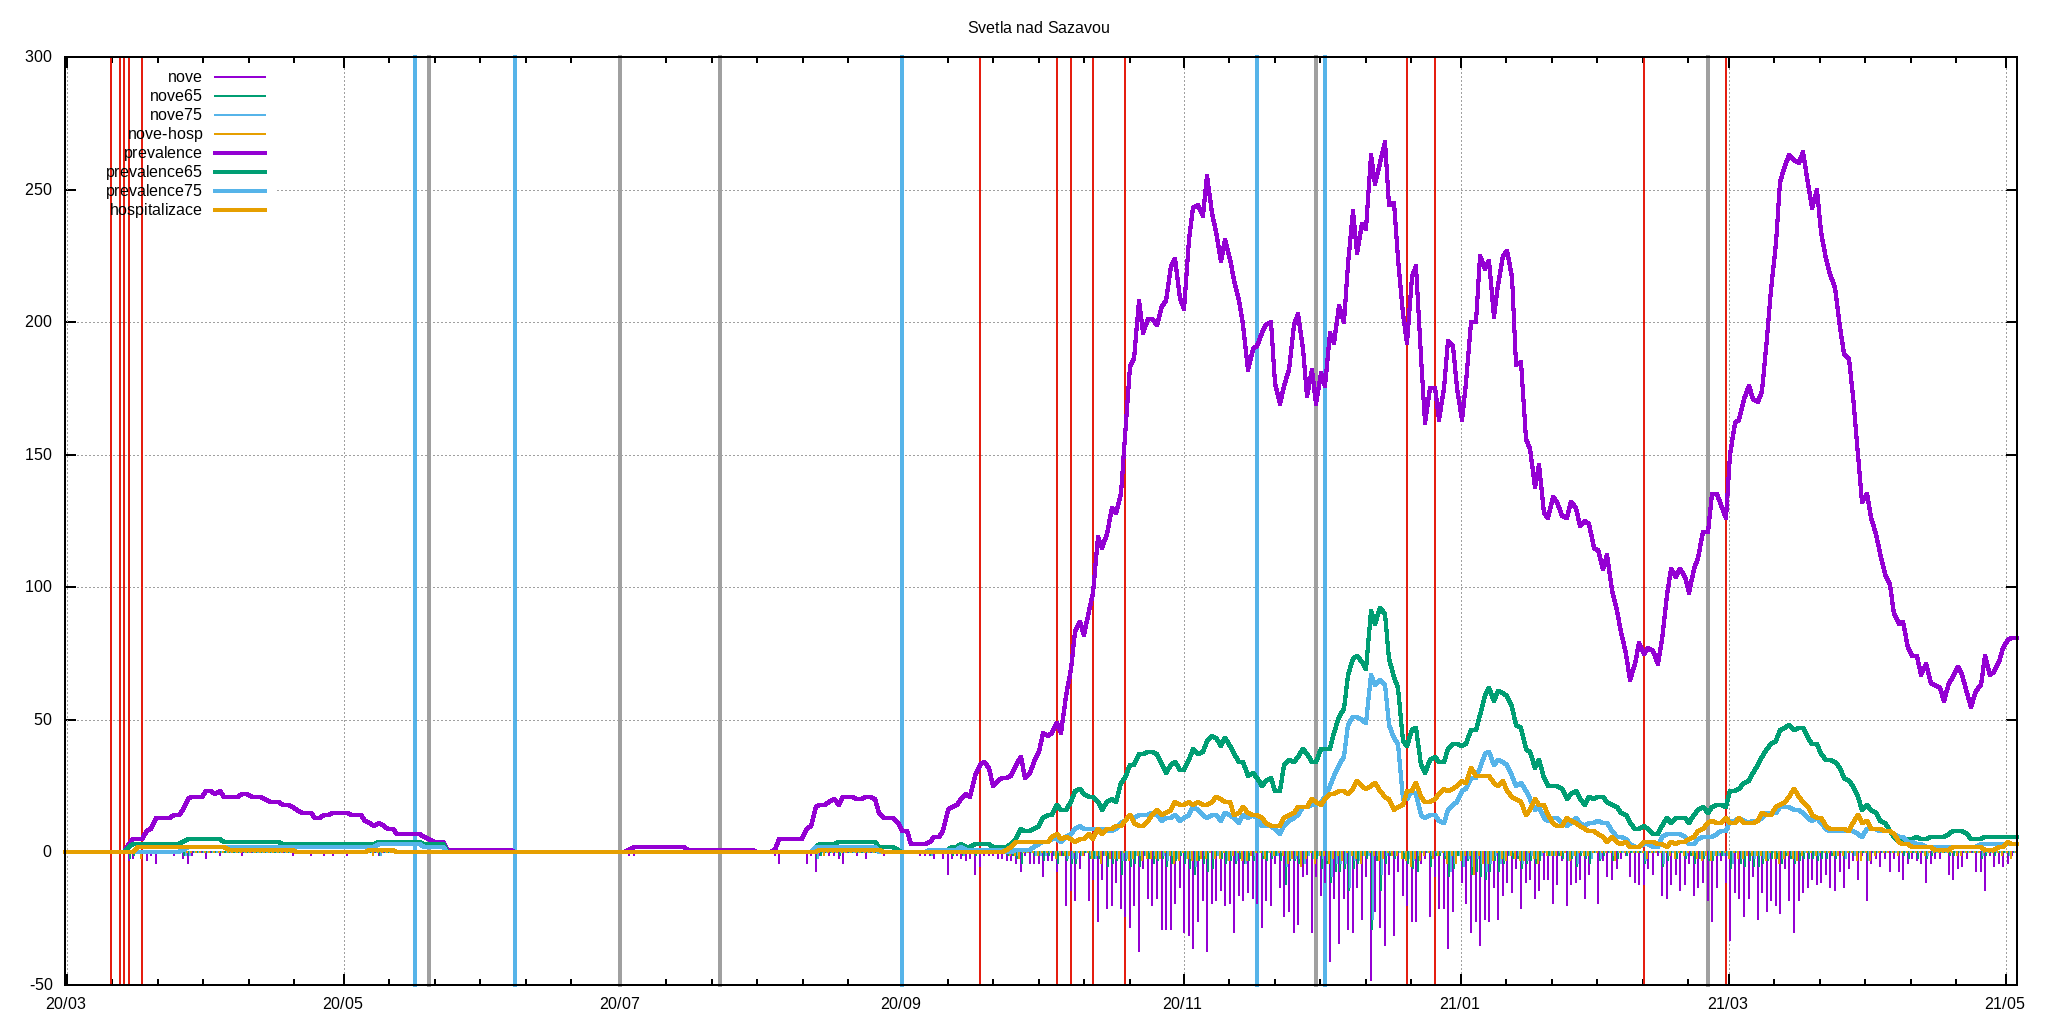 Svetla nad Sazavou
300
250
200
150
100
50
0
-50
nove
nove65
nove75
nove-hosp
prevalence
prevalence65
prevalence75
hospitalizace
20/03 20/05 20/07 20/09 20/11 21/01 21/03 21/05